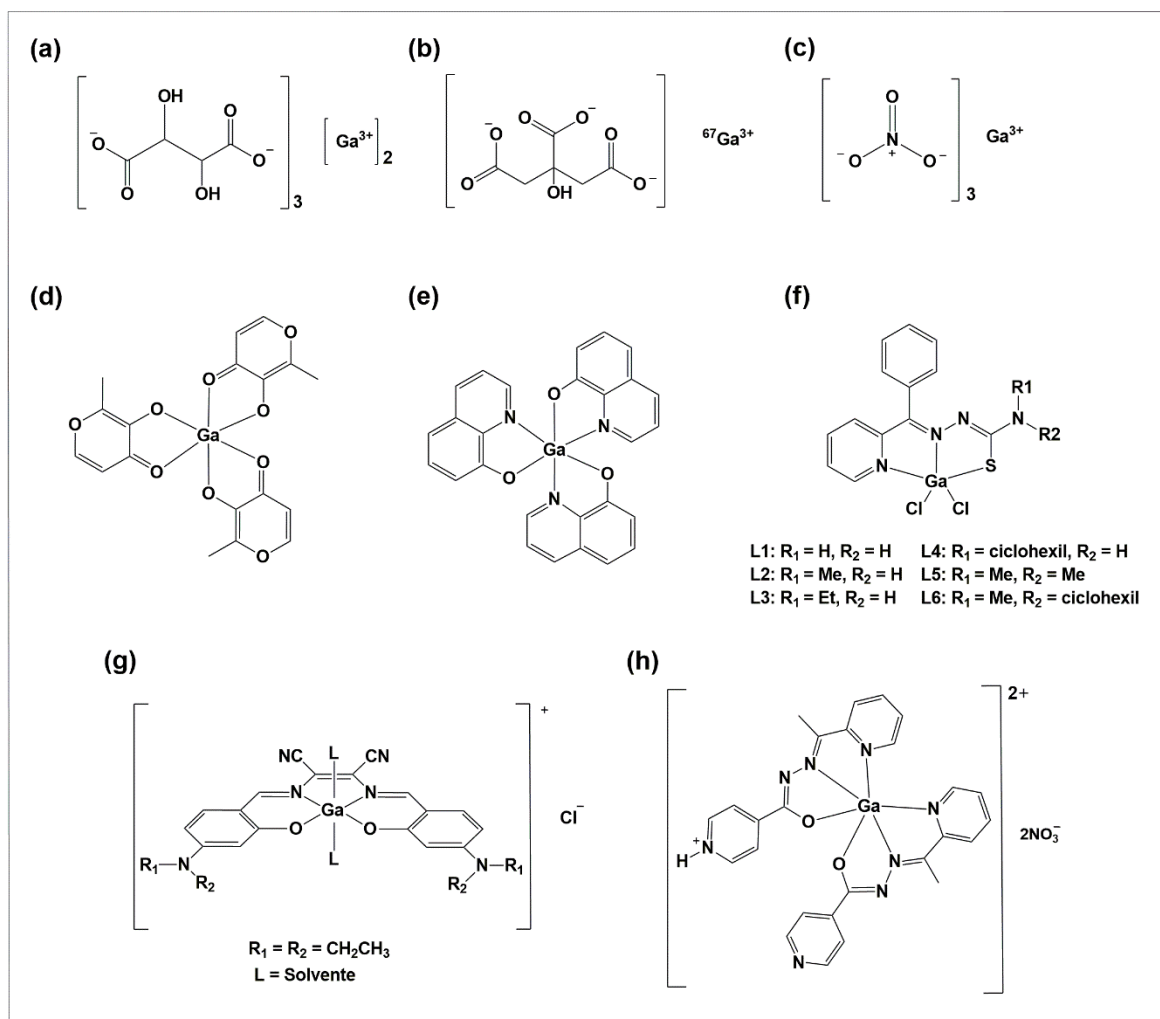 (a)
OH
O
⁻O
O⁻
O
OH
3
[Ga³⁺]₂
(b)
O⁻
⁻O
O
O
O
O⁻
OH
⁶⁷Ga³⁺
(c)
O
N
+
⁻O
O⁻
3
Ga³⁺
(d)
O
O
O
O
O
Ga
O
O
O
O
(e)
O
N
N
Ga
O
O
N
(f)
R1
N
N
N
R2
N
S
Ga
Cl Cl
L1: R₁ = H, R₂ = H
L2: R₁ = Me, R₂ = H
L3: R₁ = Et, R₂ = H
L4: R₁ = ciclohexil, R₂ = H
L5: R₁ = Me, R₂ = Me
L6: R₁ = Me, R₂ = ciclohexil
(g)
+
NC L CN
N N
Ga
O O
L
R₁ N R₂
N R₁
R₂
Cl⁻
R₁ = R₂ = CH₂CH₃
L = Solvente
(h)
2+
N
N
N
Ga
N
O
O
N
N
+
N
H
N
2NO₃⁻